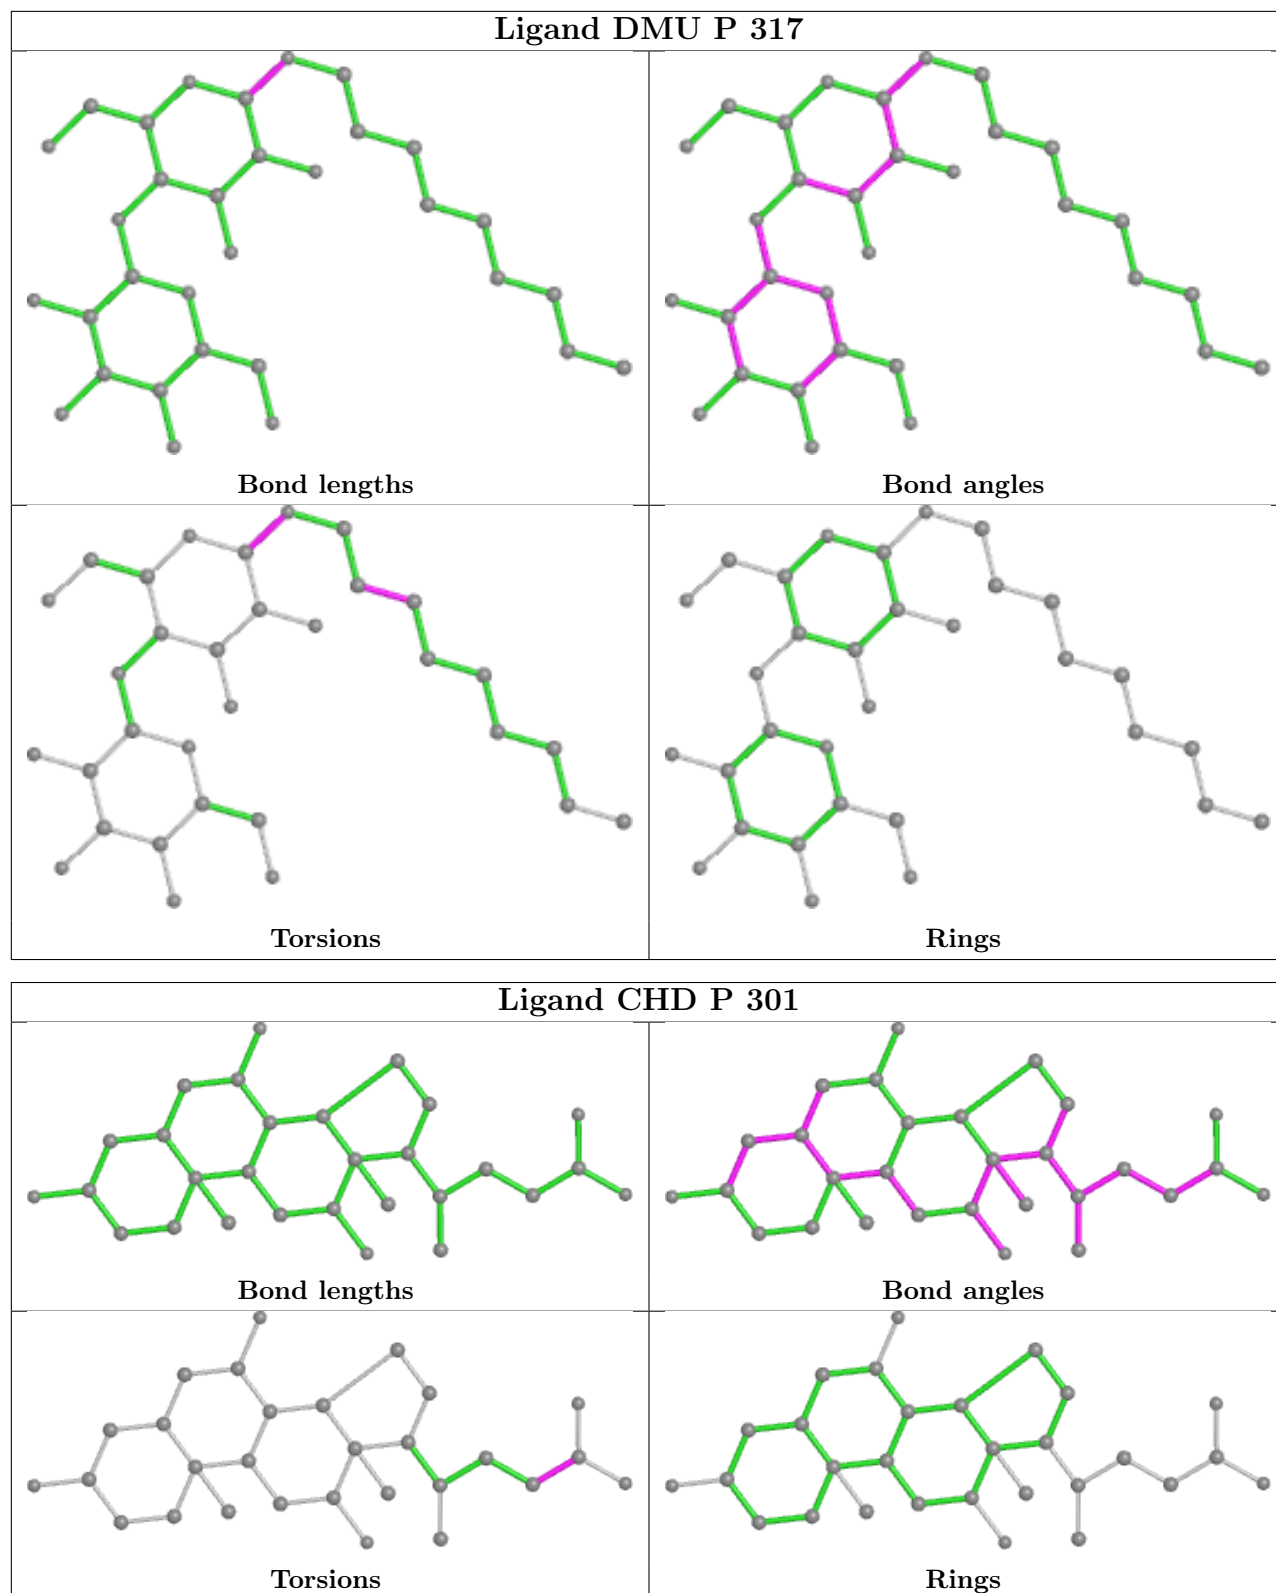 Ligand DMU P 317
Bond lengths
Bond angles
Torsions
Rings
Ligand CHD P 301
Bond lengths
Bond angles
Torsions
Rings